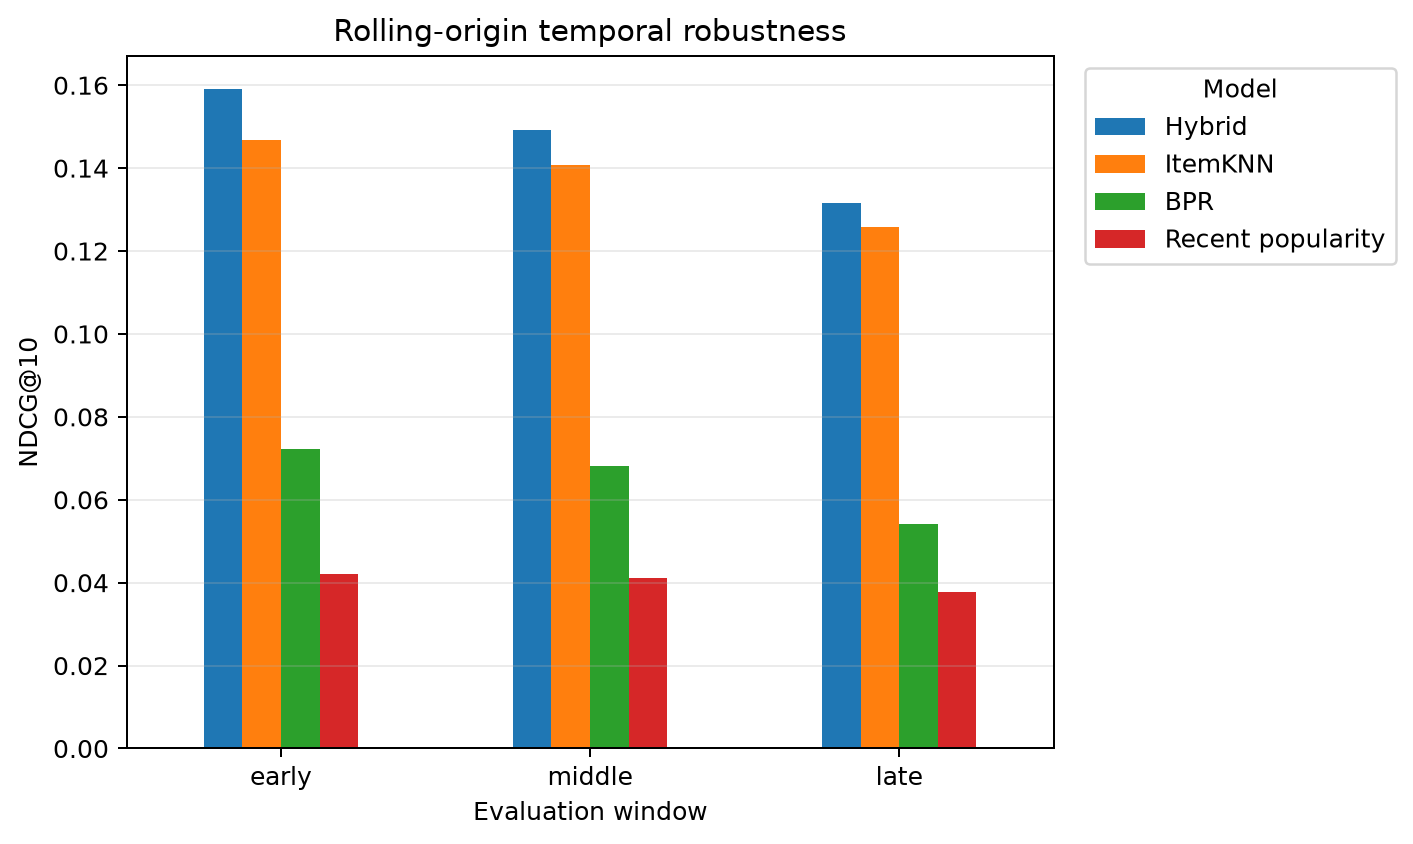 Rolling-origin temporal robustness
NDCG@10
0.16
0.14
0.12
0.10
0.08
0.06
0.04
0.02
0.00
early
middle
late
Evaluation window
Model
Hybrid
ItemKNN
BPR
Recent popularity